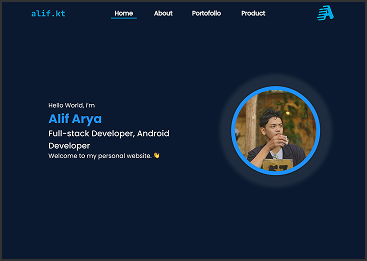 alif.kt
Home About Portofolio Product
Hello World, I'm
Alif Arya
Full-stack Developer, Android
Developer
Welcome to my personal website. 👋